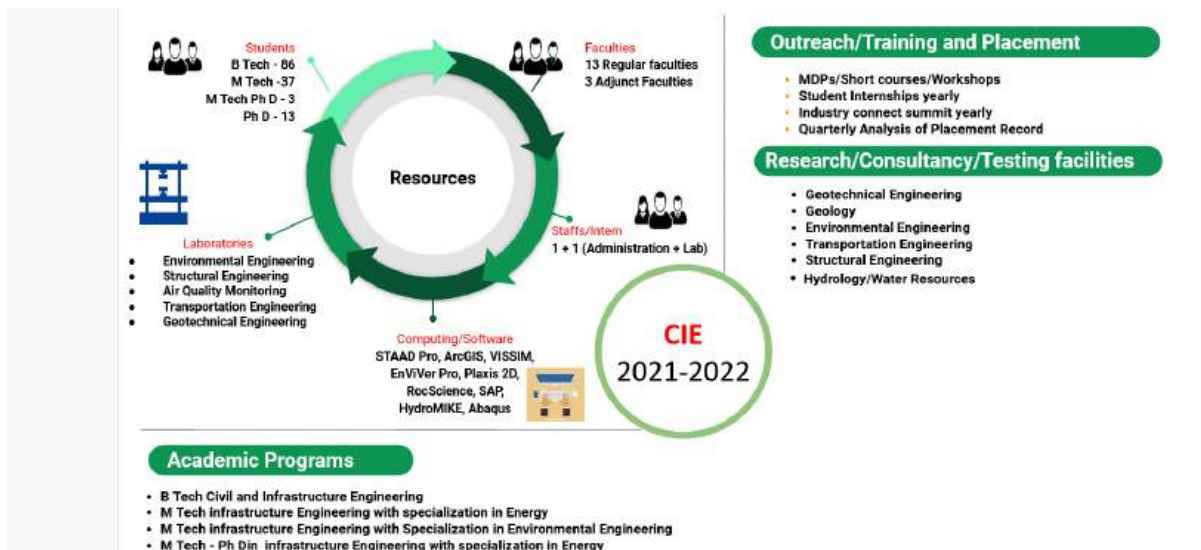 Students
B Tech - 86
M Tech -37
M Tech Ph D - 3
Ph D - 13
Faculties
13 Regular faculties
3 Adjunct Faculties
Resources
Staffs/Intern
1 + 1 (Administration + Lab)
Laboratories
• Environmental Engineering
• Structural Engineering
• Air Quality Monitoring
• Transportation Engineering
• Geotechnical Engineering
Computing/Software
STAAD Pro, ArcGIS, VISSIM,
EnViVer Pro, Plaxis 2D,
RocScience, SAP,
HydroMIKE, Abaqus
CIE
2021-2022
Outreach/Training and Placement
• MDPs/Short courses/Workshops
• Student Internships yearly
• Industry connect summit yearly
• Quarterly Analysis of Placement Record
Research/Consultancy/Testing facilities
• Geotechnical Engineering
• Geology
• Environmental Engineering
• Transportation Engineering
• Structural Engineering
• Hydrology/Water Resources
Academic Programs
• B Tech Civil and Infrastructure Engineering
• M Tech infrastructure Engineering with specialization in Energy
• M Tech infrastructure Engineering with Specialization in Environmental Engineering
• M Tech - Ph Din infrastructure Engineering with specialization in Energy